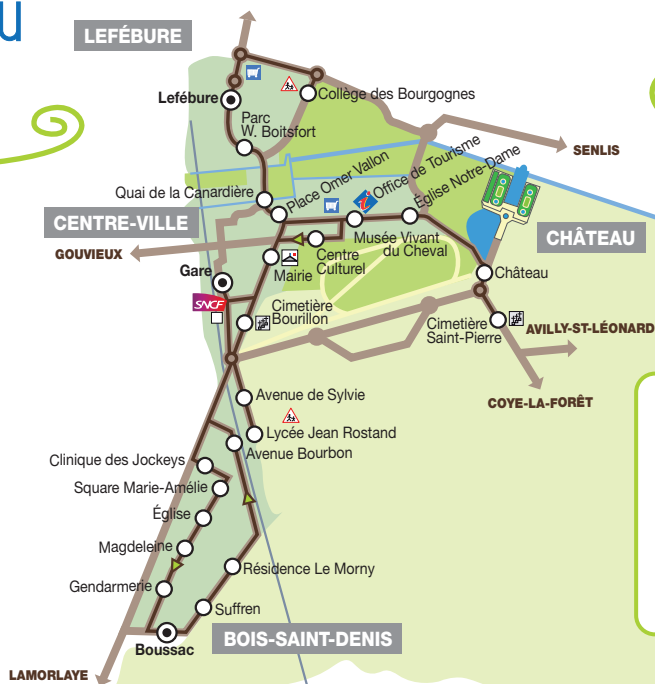 u
LEFÉBURE
Lefébure
Collège des Bourgognes
Parc
W. Boitsfort
SENLIS
Quai de la Canardière
Place Omer Vallon
Office de Tourisme
Église Notre-Dame
CENTRE-VILLE
CHÂTEAU
GOUVIEUX
Musée Vivant
du Cheval
Centre
Culturel
Gare
Mairie
Château
SNCF
Cimetière
Bourillon
Cimetière
Saint-Pierre
AVILLY-ST-LÉONARD
COYE-LA-FORÊT
Avenue de Sylvie
Lycée Jean Rostand
Avenue Bourbon
Clinique des Jockeys
Square Marie-Amélie
Église
Magdeleine
Résidence Le Morny
Gendarmerie
Suffren
BOIS-SAINT-DENIS
Boussac
LAMORLAYE